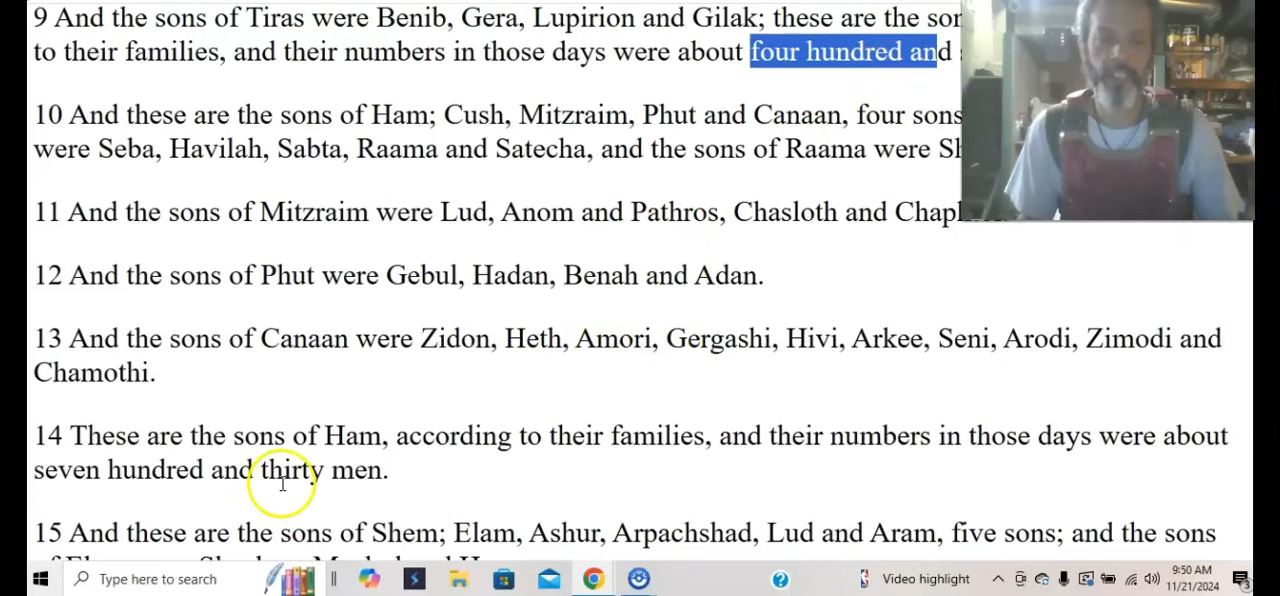 9 And the sons of Tiras were Benib, Gera, Lupirion and Gilak; these are the
to their families, and their numbers in those days were about four hundred and
10 And these are the sons of Ham; Cush, Mitzraim, Phut and Canaan, four sons
were Seba, Havilah, Sabta, Raama and Satecha, and the sons of Raama were
11 And the sons of Mitzraim were Lud, Anom and Pathros, Chasloth and
12 And the sons of Phut were Gebul, Hadan, Benah and Adan.
13 And the sons of Canaan were Zidon, Heth, Amori, Gergashi, Hivi, Arkee, Seni, Arodi, Zimodi and
Chamothi.
14 These are the sons of Ham, according to their families, and their numbers in those days were about
seven hundred and thirty men.
15 And these are the sons of Shem; Elam, Ashur, Arpachshad, Lud and Aram, five sons; and the sons
Type here to search
Video highlight
9:50 AM
11/21/2024